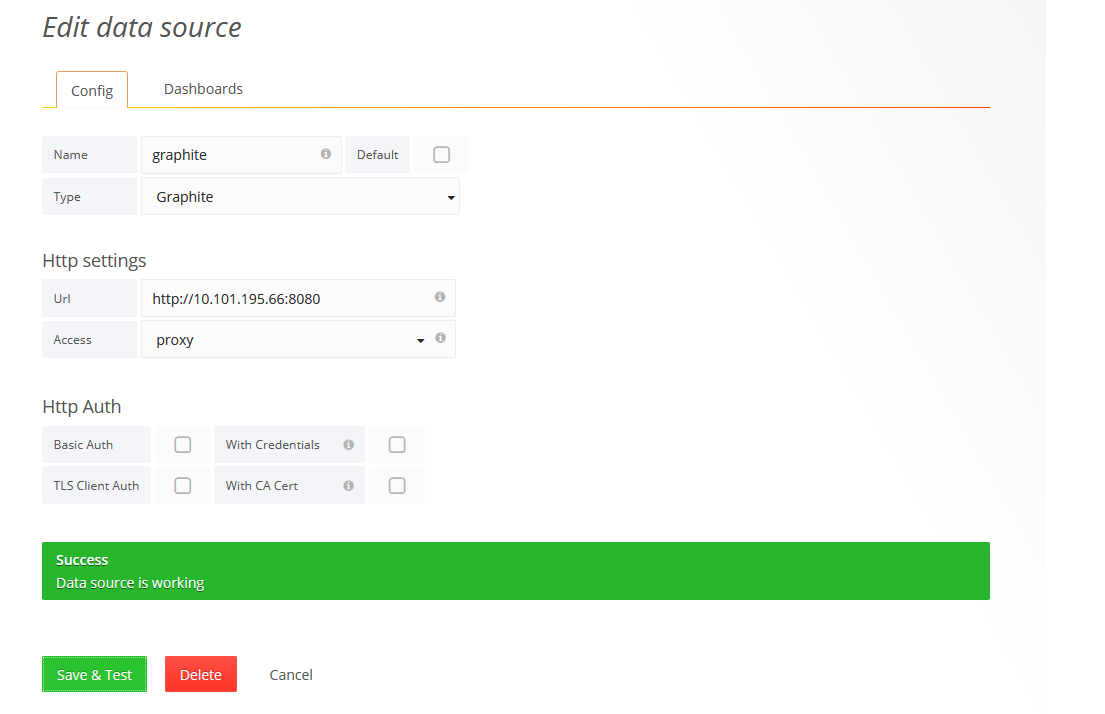 Edit data source
Config Dashboards
Name graphite Default
Type Graphite
Http settings
Url http://10.101.195.66:8080
Access proxy
Http Auth
Basic Auth With Credentials
TLS Client Auth With CA Cert
Success
Data source is working
Save & Test Delete Cancel